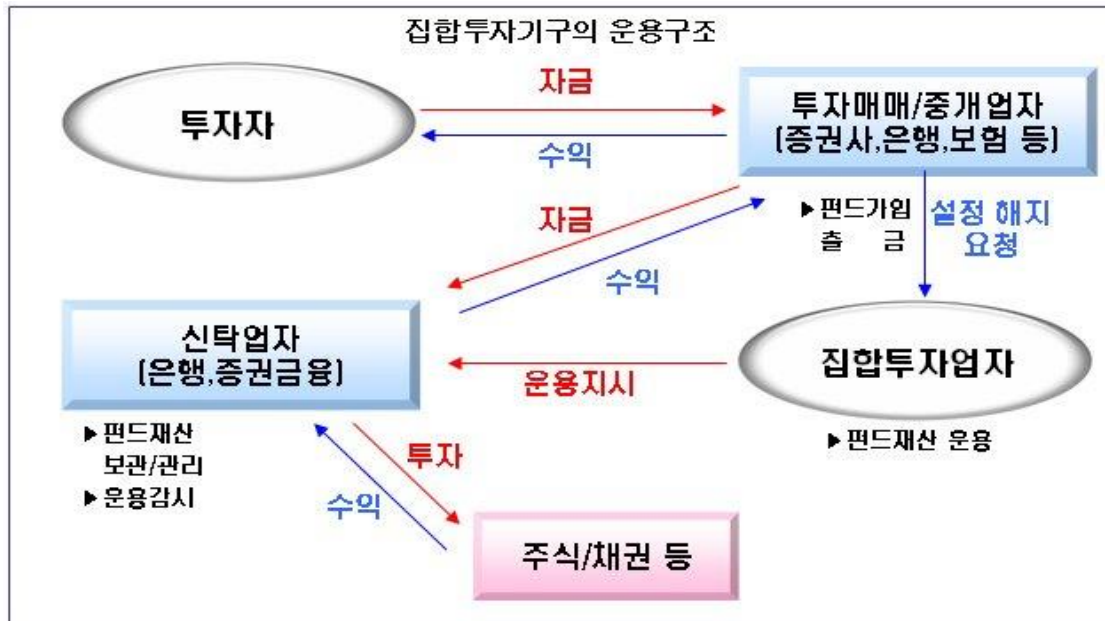 집합투자기구의 운용구조
투자자
자금
수익
투자매매/중개업자
(증권사,은행,보험 등)
▶펀드가입
출 금
설정 해지
요청
자금
수익
신탁업자
(은행,증권금융)
운용지시
집합투자업자
▶펀드재산
보관/관리
▶운용감시
▶펀드재산 운용
투자
수익
주식/채권 등